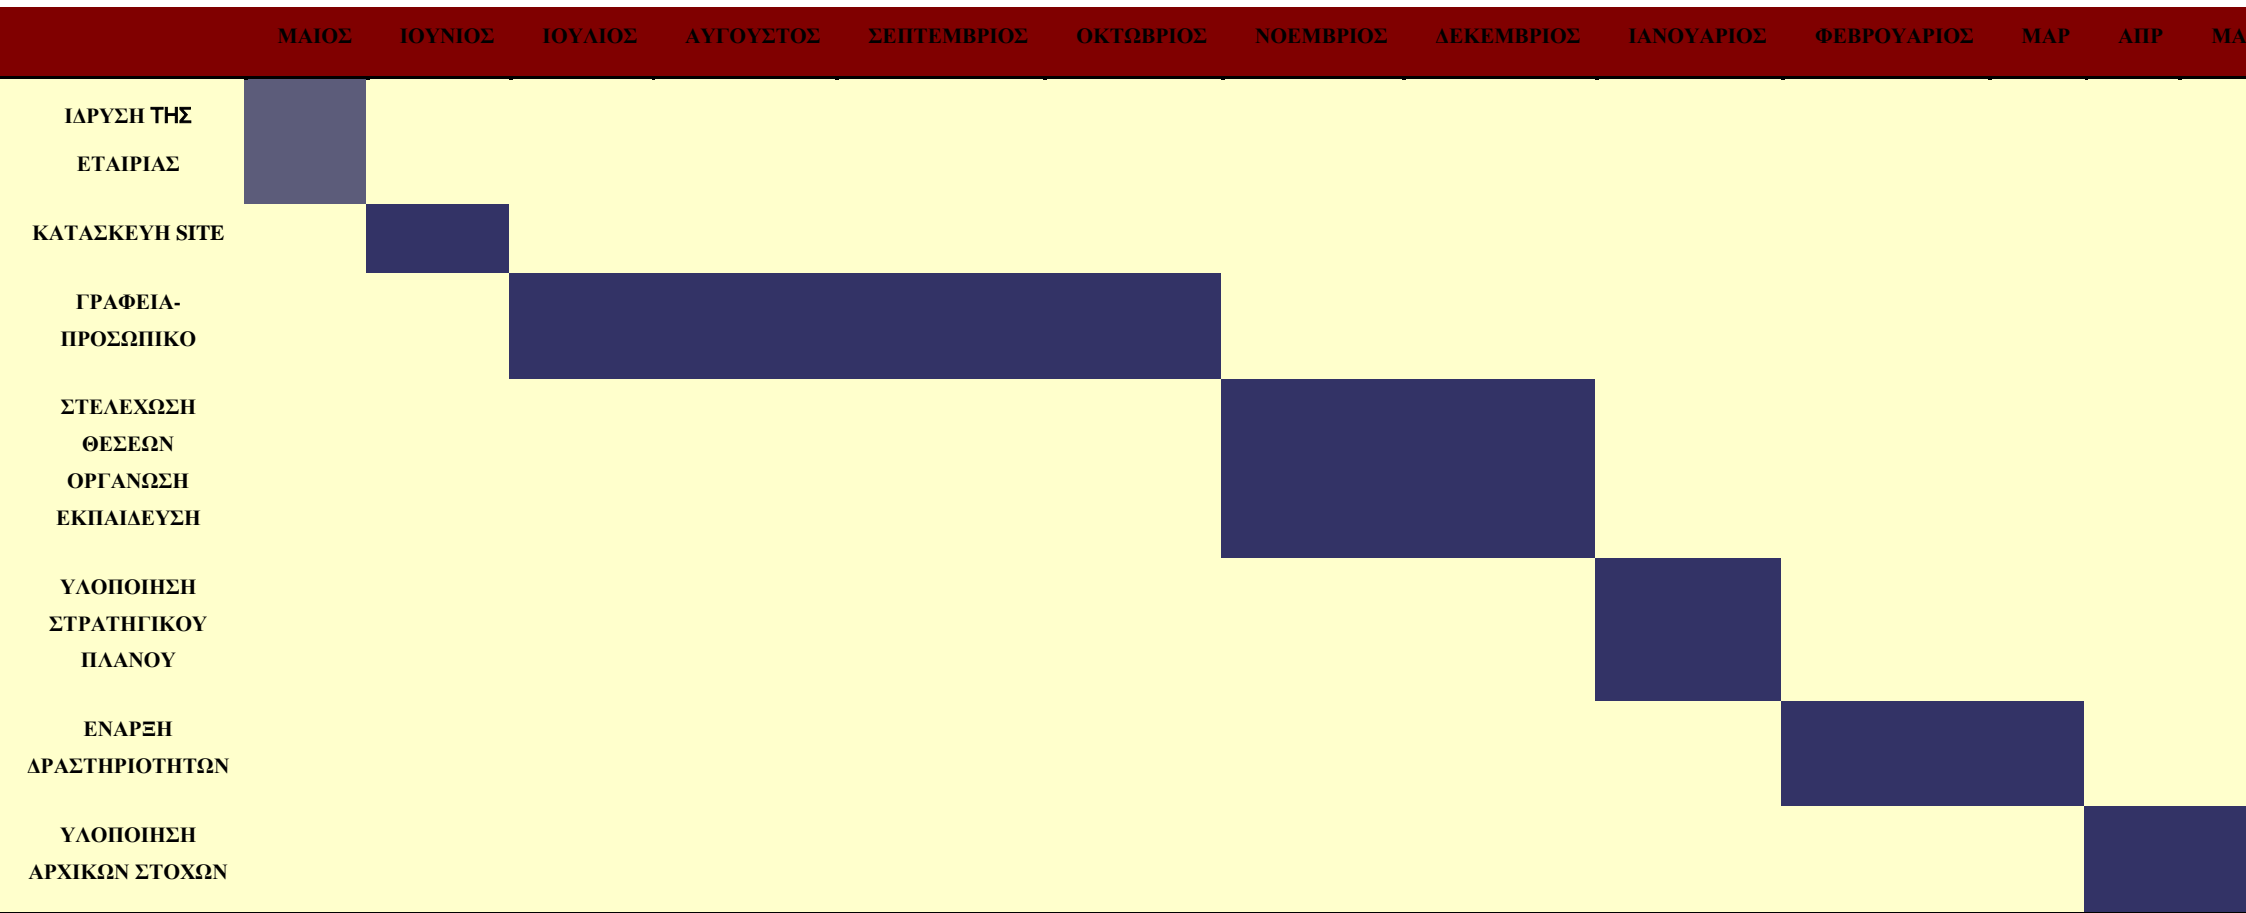 ΜΑΙΟΣ ΙΟΥΝΙΟΣ ΙΟΥΛΙΟΣ ΑΥΓΟΥΣΤΟΣ ΣΕΠΤΕΜΒΡΙΟΣ ΟΚΤΩΒΡΙΟΣ ΝΟΕΜΒΡΙΟΣ ΔΕΚΕΜΒΡΙΟΣ ΙΑΝΟΥΑΡΙΟΣ ΦΕΒΡΟΥΑΡΙΟΣ ΜΑΡ ΑΠΡ ΜΑ
ΙΔΡΥΣΗ ΤΗΣ
ΕΤΑΙΡΙΑΣ
ΚΑΤΑΣΚΕΥΗ SITE
ΓΡΑΦΕΙΑ-
ΠΡΟΣΩΠΙΚΟ
ΣΤΕΛΕΧΩΣΗ
ΘΕΣΕΩΝ
ΟΡΓΑΝΩΣΗ
ΕΚΠΑΙΔΕΥΣΗ
ΥΛΟΠΟΙΗΣΗ
ΣΤΡΑΤΗΓΙΚΟΥ
ΠΛΑΝΟΥ
ΕΝΑΡΞΗ
ΔΡΑΣΤΗΡΙΟΤΗΤΩΝ
ΥΛΟΠΟΙΗΣΗ
ΑΡΧΙΚΩΝ ΣΤΟΧΩΝ